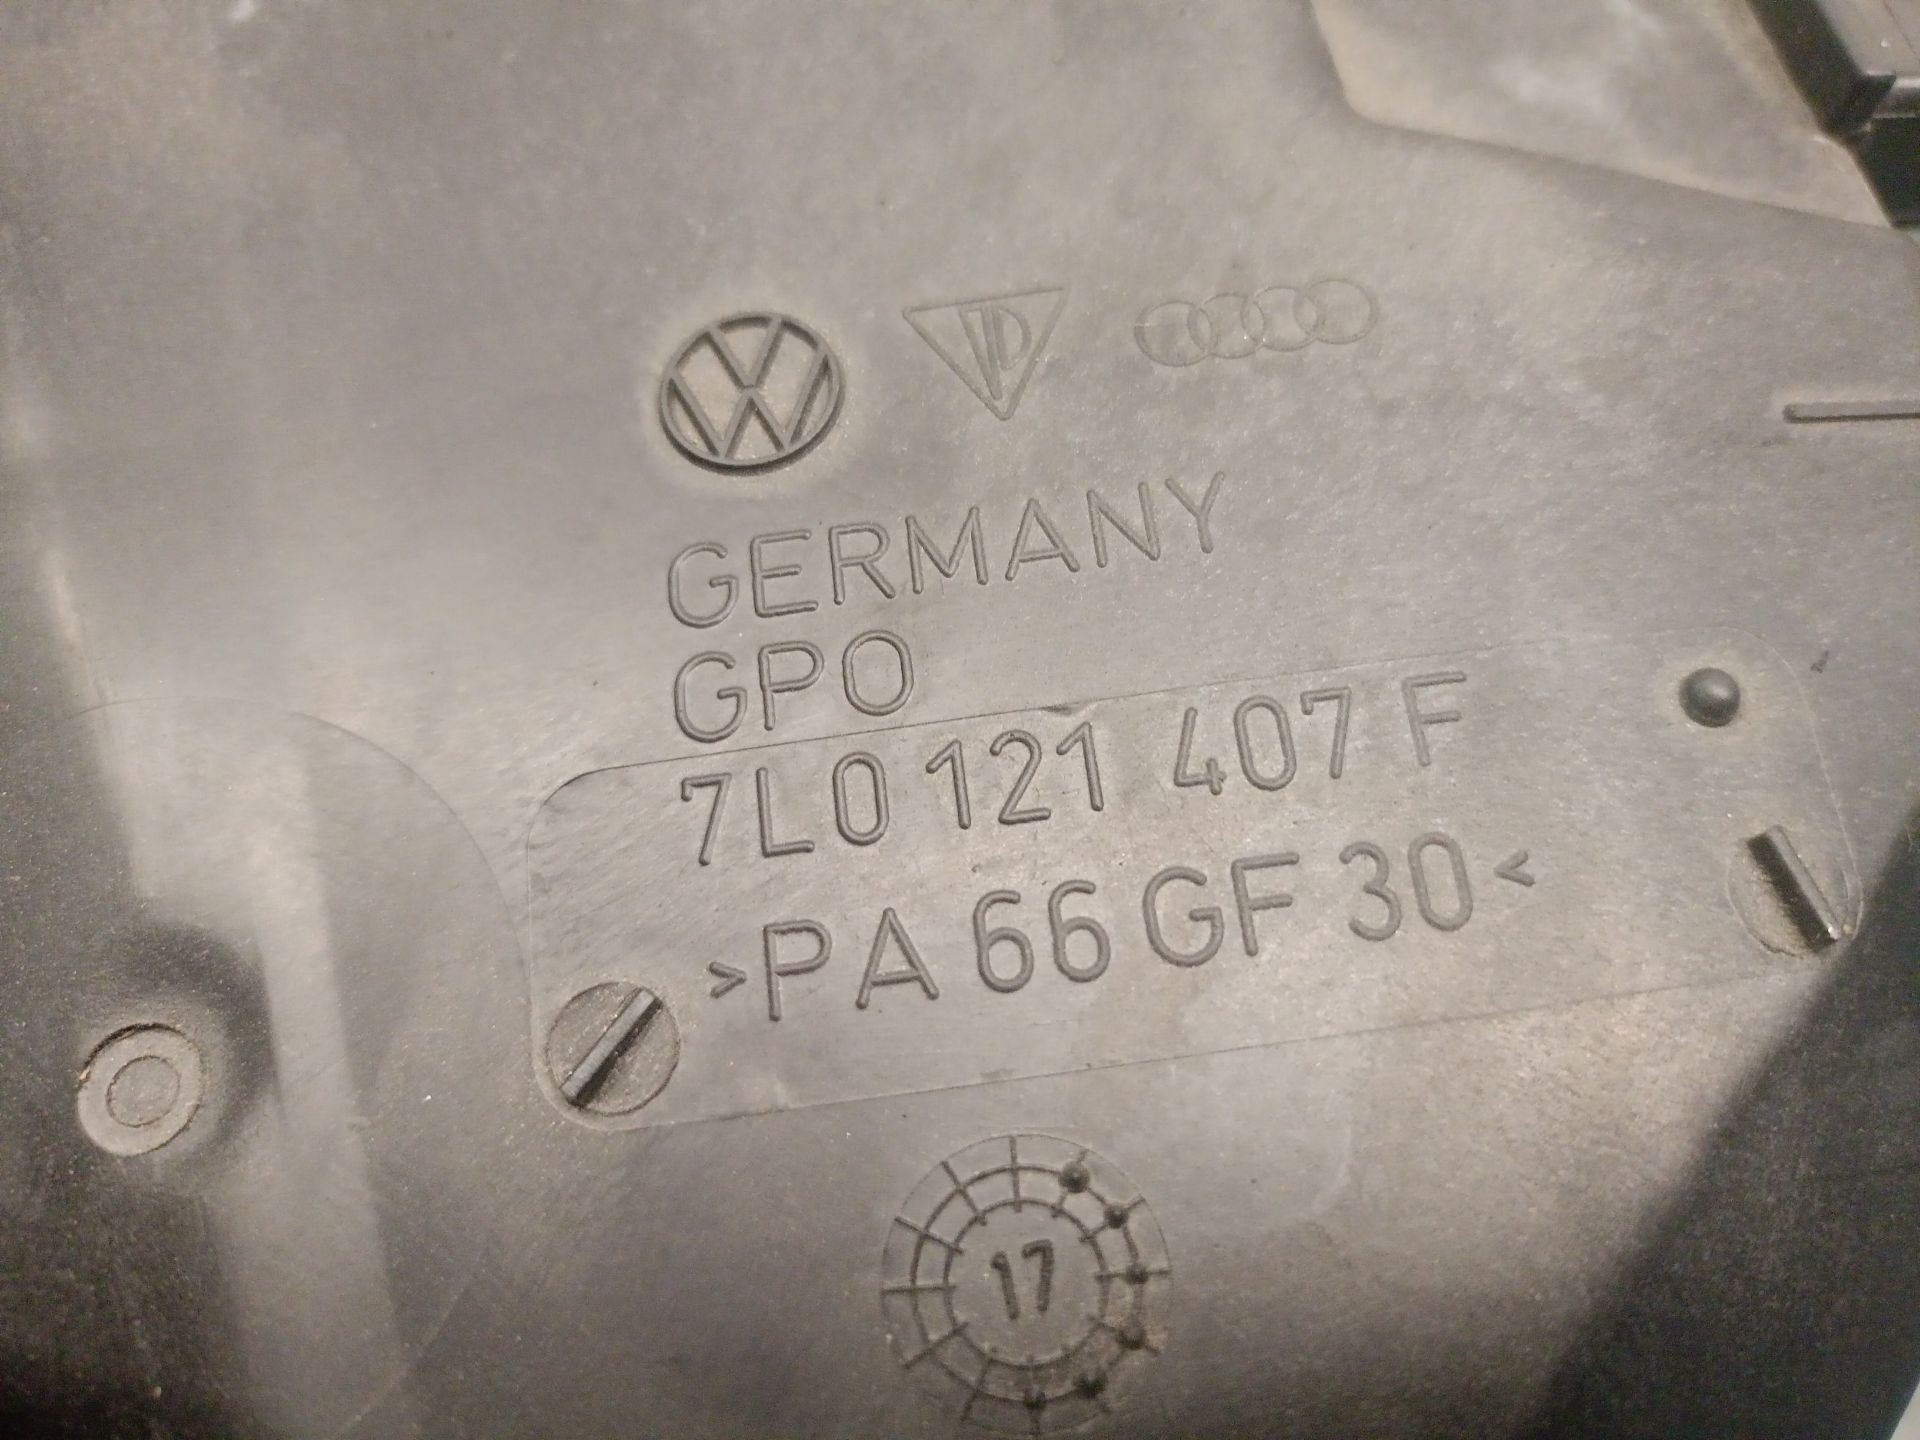 GERMANY
GPO
7L0 121 407 F
>PA 66 GF 30<
17